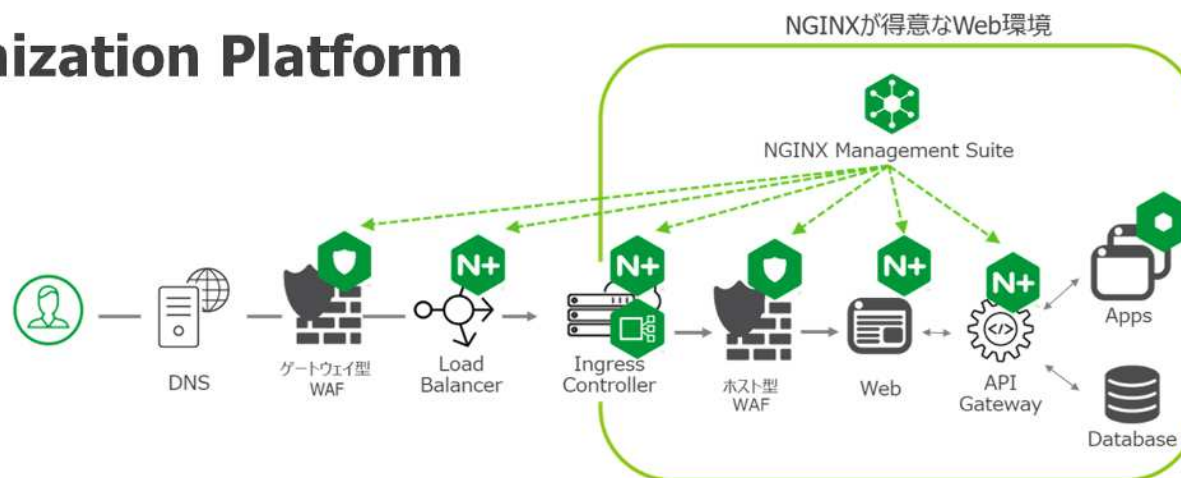 NGINXが得意なWeb環境
nization Platform
NGINX Management Suite
N+
N+
N+
N+
DNS
ゲートウェイ型
WAF
Load
Balancer
Ingress
Controller
ホスト型
WAF
Web
</>
API
Gateway
Apps
Database